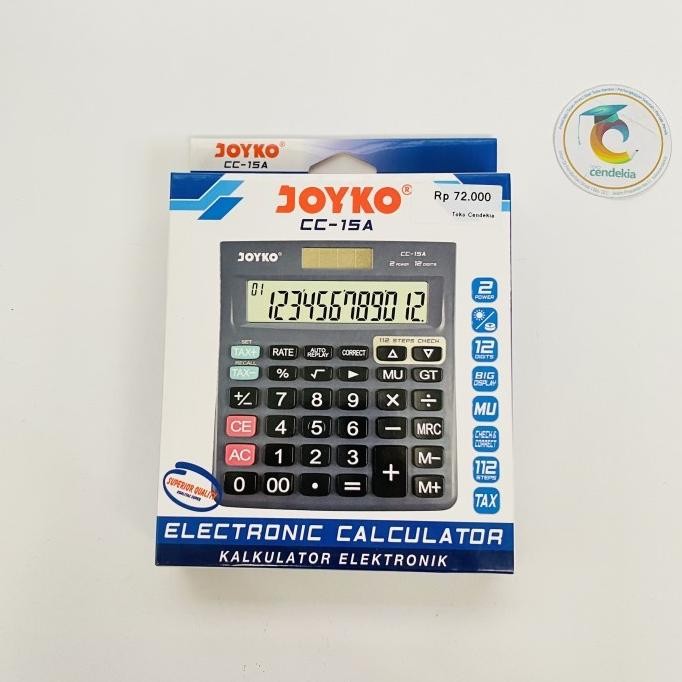 JOYKO®
CC-15A
JOYKO®
CC-15A
Rp 72.000
Toko Cendekia
cendekia
JOYKO®
CC-15A
2 POWER 12 DIGITS
01
123456789012.
SET
TAX+ RATE AUTO REPLAY CORRECT
112 STEPS CHECK
RECALL
TAX− % √ ▶ MU GT
+/− 7 8 9 × ÷
CE 4 5 6 − MRC
AC 1 2 3 + M−
0 00 • = M+
2 POWER
12 DIGITS
BIG DISPLAY
MU
CHECK & CORRECT
112 STEPS
TAX
SUPERIOR QUALITY
KUALITAS SUPER
ELECTRONIC CALCULATOR
KALKULATOR ELEKTRONIK